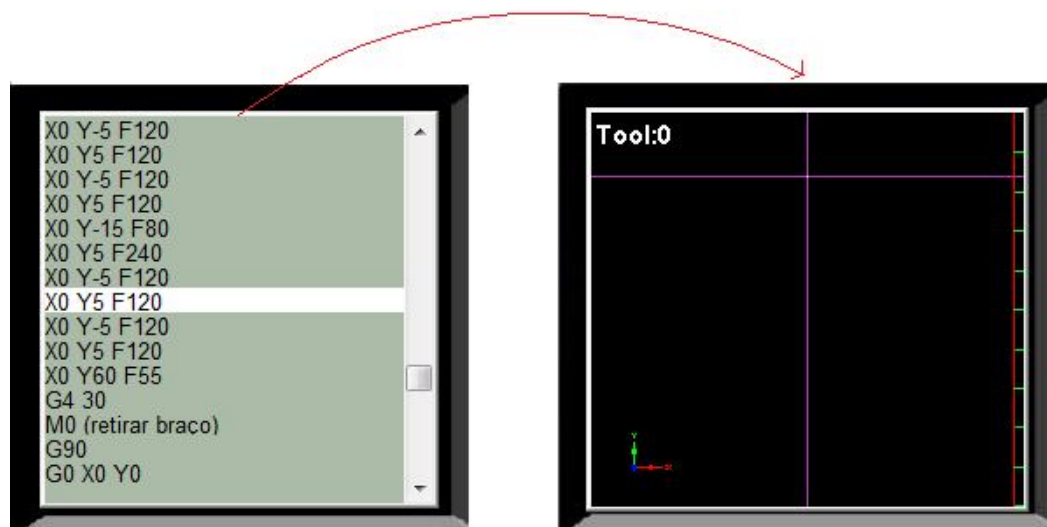 X0 Y-5 F120
X0 Y5 F120
X0 Y-5 F120
X0 Y5 F120
X0 Y-15 F80
X0 Y5 F240
X0 Y-5 F120
X0 Y5 F120
X0 Y-5 F120
X0 Y5 F120
X0 Y60 F55
G4 30
M0 (retirar braço)
G90
G0 X0 Y0
Tool:0
Y
X